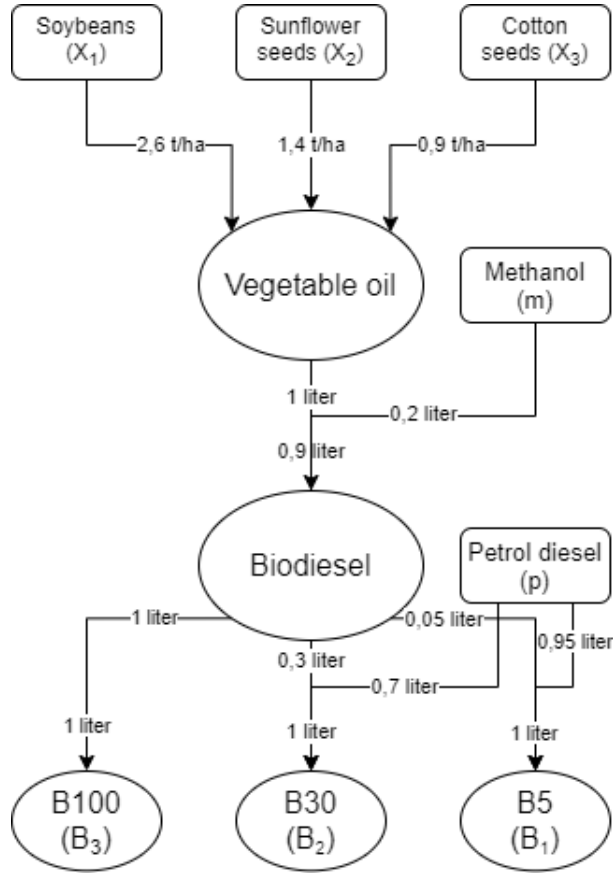 Soybeans
(X₁)
Sunflower
seeds (X₂)
Cotton
seeds (X₃)
2,6 t/ha
1,4 t/ha
0,9 t/ha
Vegetable oil
Methanol
(m)
1 liter
0,2 liter
0,9 liter
Biodiesel
Petrol diesel
(p)
1 liter
0,05 liter
0,95 liter
0,3 liter
0,7 liter
1 liter
1 liter
1 liter
B100
(B₃)
B30
(B₂)
B5
(B₁)